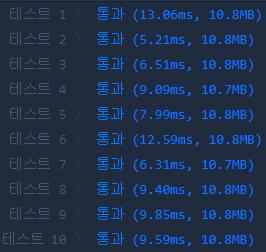 테스트 1 > 통과 (13.06ms, 10.8MB)
테스트 2 > 통과 (5.21ms, 10.8MB)
테스트 3 > 통과 (6.51ms, 10.8MB)
테스트 4 > 통과 (9.09ms, 10.7MB)
테스트 5 > 통과 (7.99ms, 10.8MB)
테스트 6 > 통과 (12.59ms, 10.8MB)
테스트 7 > 통과 (6.31ms, 10.7MB)
테스트 8 > 통과 (9.40ms, 10.8MB)
테스트 9 > 통과 (9.85ms, 10.8MB)
테스트 10 > 통과 (9.59ms, 10.8MB)